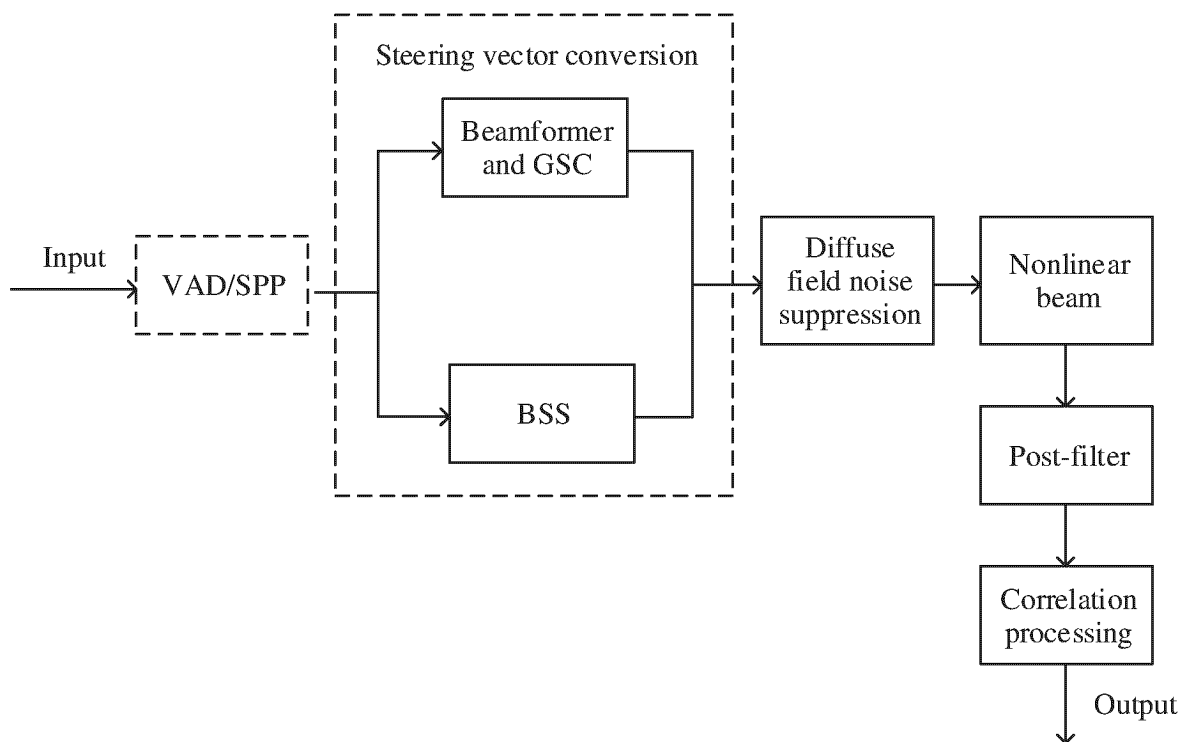 Steering vector conversion
Beamformer
and GSC
Input
VAD/SPP
BSS
Diffuse
field noise
suppression
Nonlinear
beam
Post-filter
Correlation
processing
Output